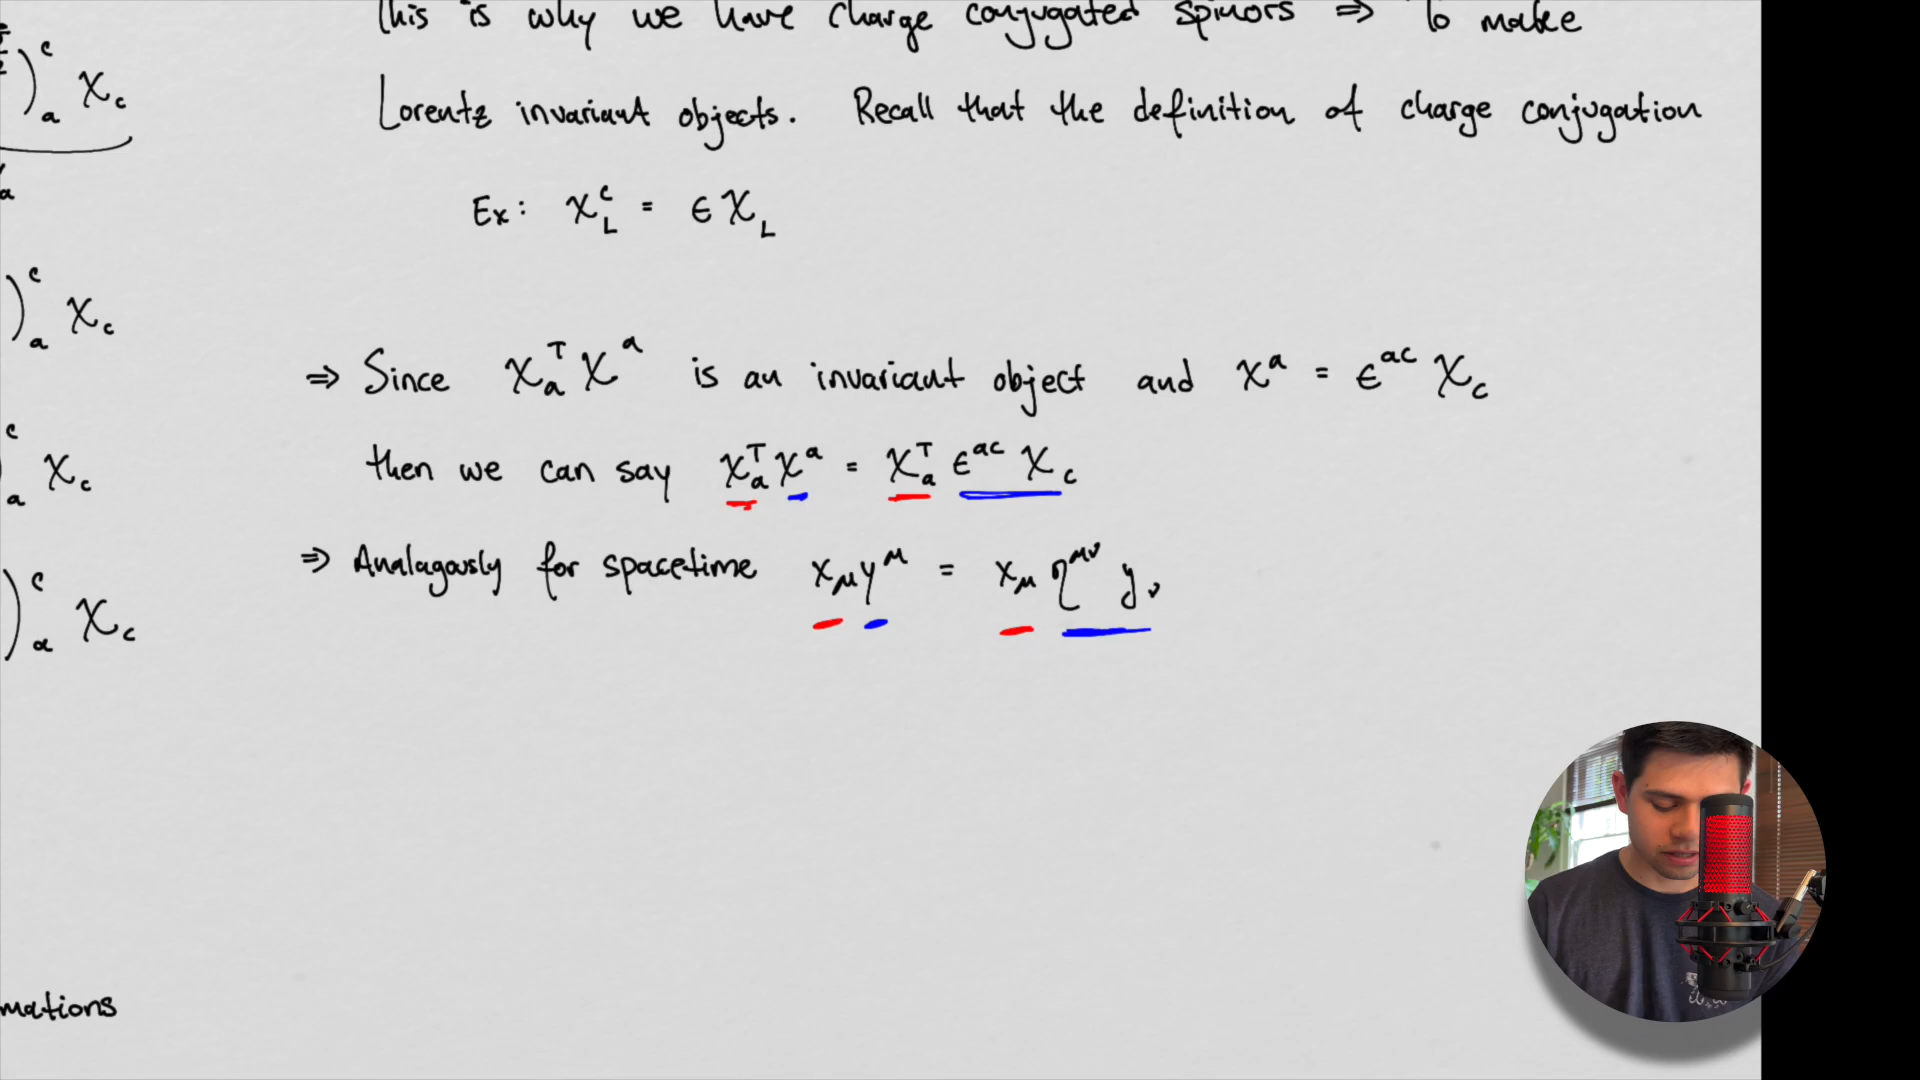 This is why we have charge conjugated spinors ⇒ To make
Lorentz invariant objects. Recall that the definition of charge conjugation
Ex: χ_L^c = ϵ χ_L
⇒ Since χ_a^T χ^a is an invariant object and χ^a = ϵ^{ac} χ_c
then we can say χ_a^T χ^a = χ_a^T ϵ^{ac} χ_c
⇒ Analagously for spacetime x_μ y^μ = x_μ η^{μν} y_ν
)_a^c χ_c
a
)_a^c χ_c
_a^c χ_c
)_a^c χ_c
mations